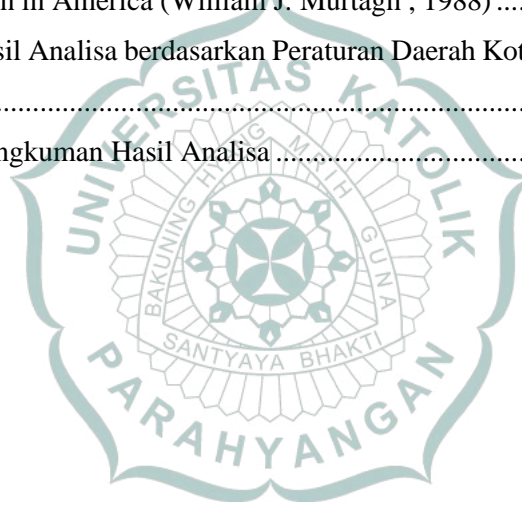 n in America (William J. Murtagh , 1988) ....
sil Analisa berdasarkan Peraturan Daerah Kot
................................................................
ngkuman Hasil Analisa ..............................
UNIVERSITAS KATOLIK
PARAHYANGAN
BAKUNING HYANG MRIH GUNA
SANTYAYA BHAKTI